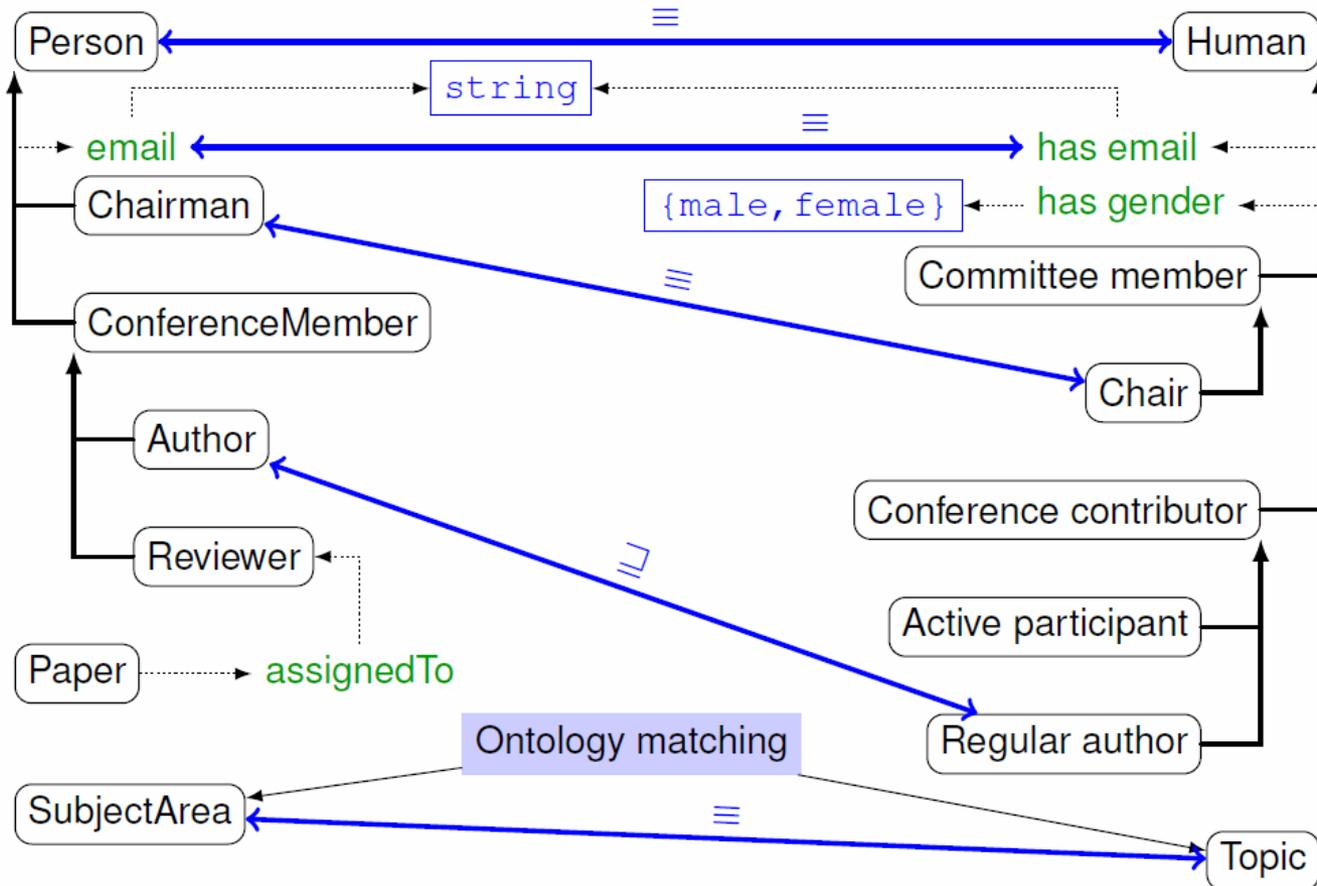 ≡
Person
Human
string
email
≡
has email
Chairman
{male,female}
has gender
≡
Committee member
ConferenceMember
Chair
Author
Conference contributor
Reviewer
⊒
Active participant
Paper
assignedTo
Ontology matching
Regular author
SubjectArea
≡
Topic